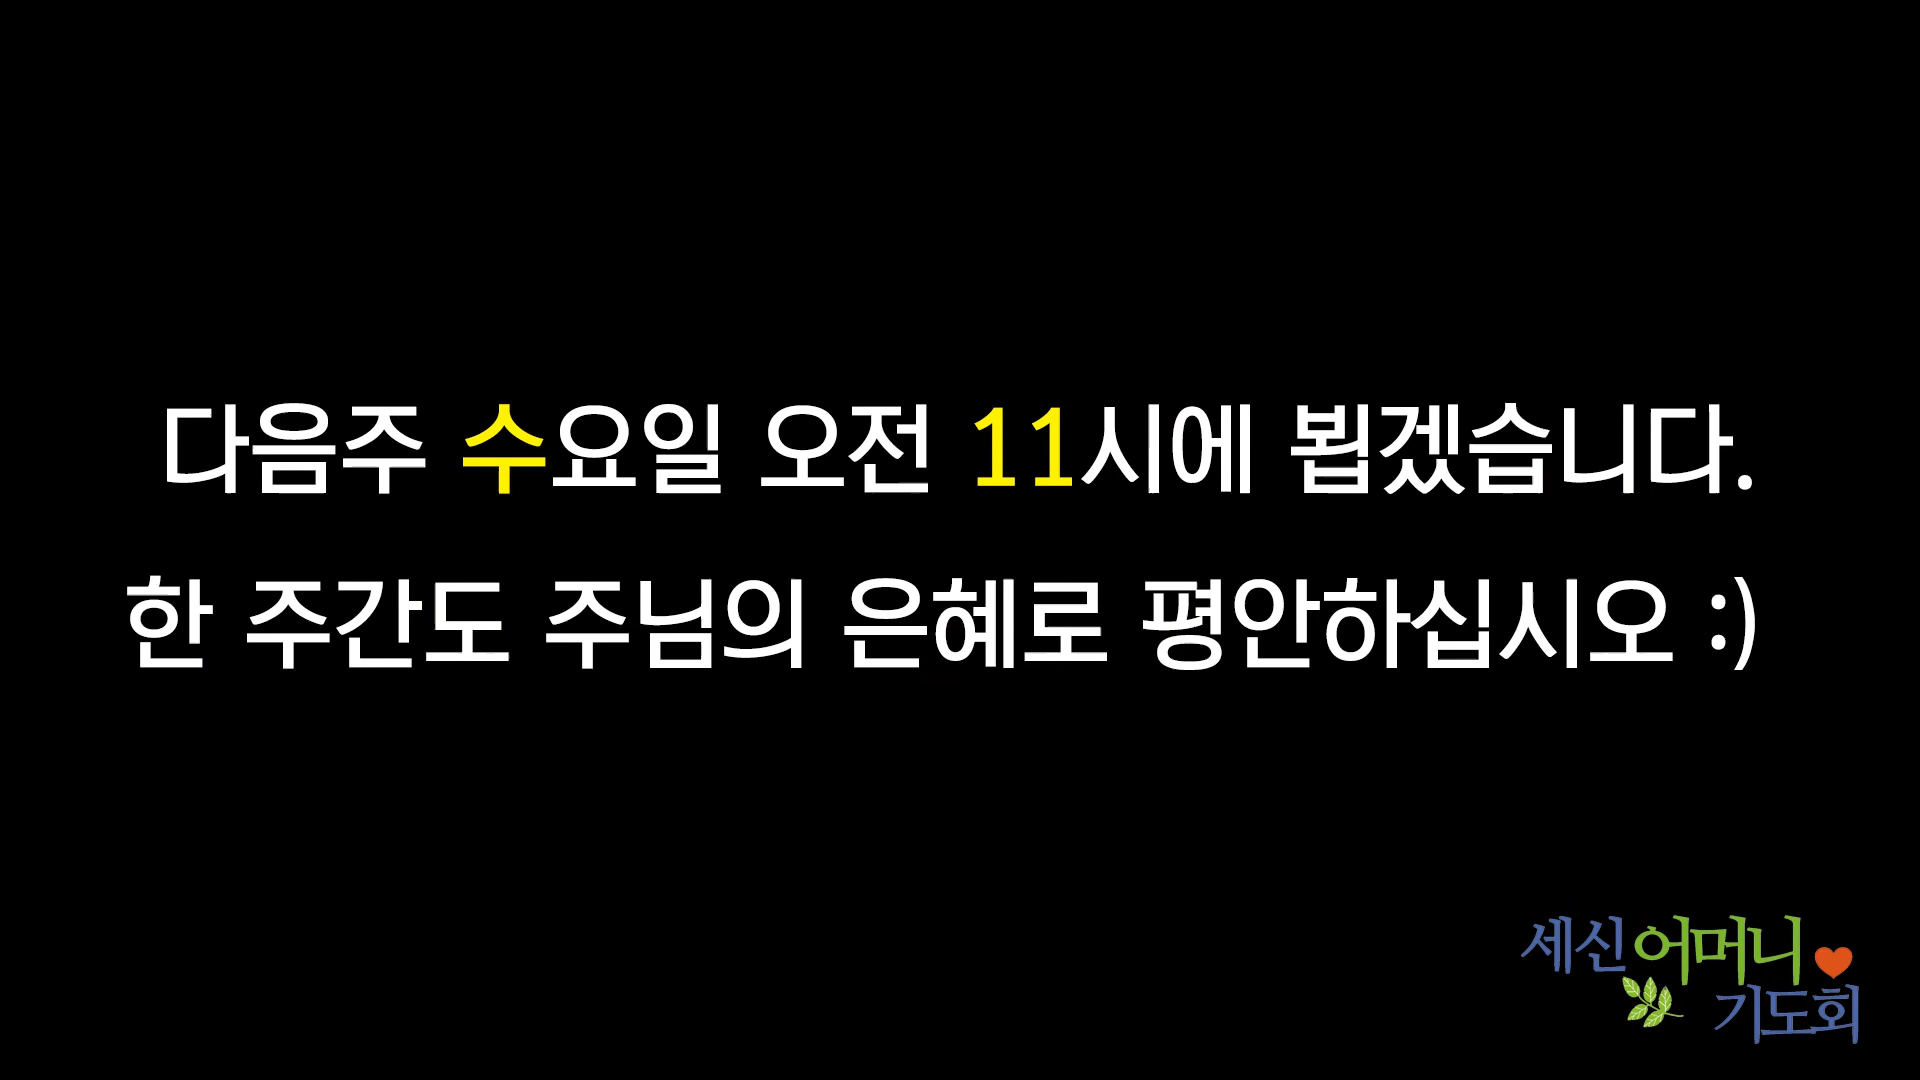 다음주 수요일 오전 11시에 뵙겠습니다.
한 주간도 주님의 은혜로 평안하십시오 :)
세신어머니
기도회